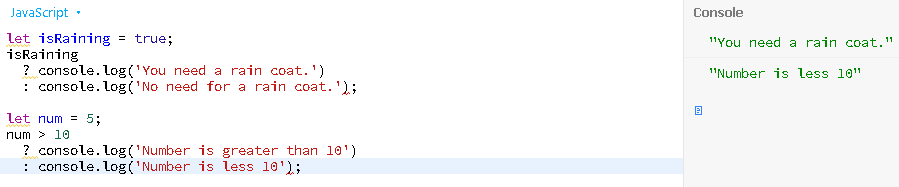 JavaScript
let isRaining = true;
isRaining
  ? console.log('You need a rain coat.')
  : console.log('No need for a rain coat.');
let num = 5;
num > 10
  ? console.log('Number is greater than 10')
  : console.log('Number is less 10');
Console
"You need a rain coat."
"Number is less 10"